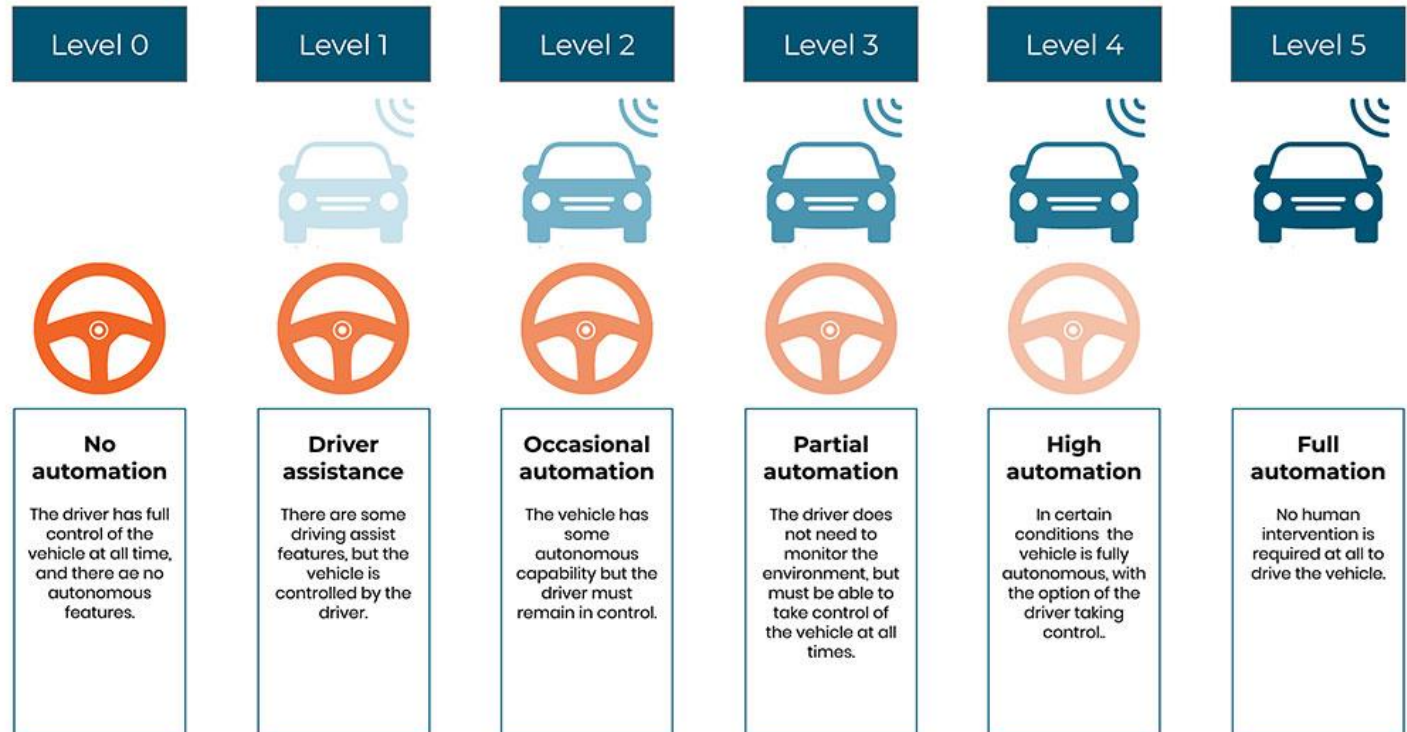 Level 0
Level 1
Level 2
Level 3
Level 4
Level 5
No
automation
The driver has full
control of the
vehicle at all time,
and there ae no
autonomous
features.
Driver
assistance
There are some
driving assist
features, but the
vehicle is
controlled by the
driver.
Occasional
automation
The vehicle has
some
autonomous
capability but the
driver must
remain in control.
Partial
automation
The driver does
not need to
monitor the
environment, but
must be able to
take control of
the vehicle at all
times.
High
automation
In certain
conditions the
vehicle is fully
autonomous, with
the option of the
driver taking
control..
Full
automation
No human
intervention is
required at all to
drive the vehicle.